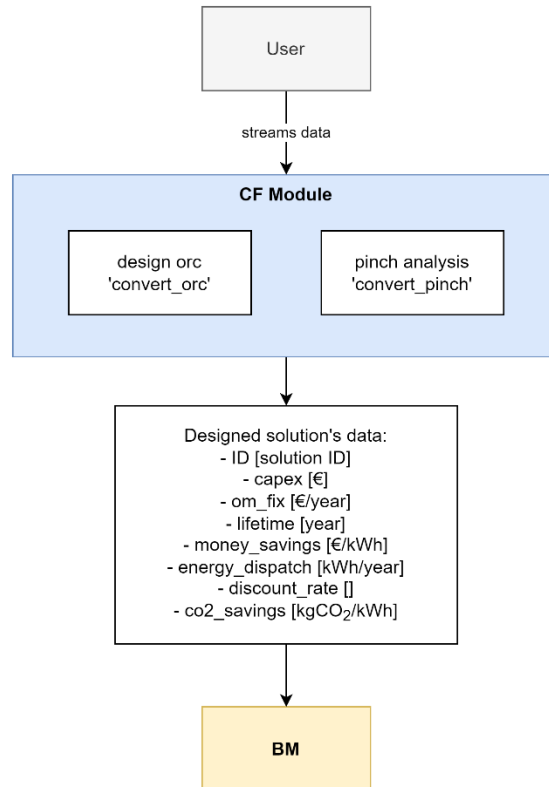 User
streams data
CF Module
design orc
'convert_orc'
pinch analysis
'convert_pinch'
Designed solution's data:
- ID [solution ID]
- capex [€]
- om_fix [€/year]
- lifetime [year]
- money_savings [€/kWh]
- energy_dispatch [kWh/year]
- discount_rate []
- co2_savings [kgCO₂/kWh]
BM